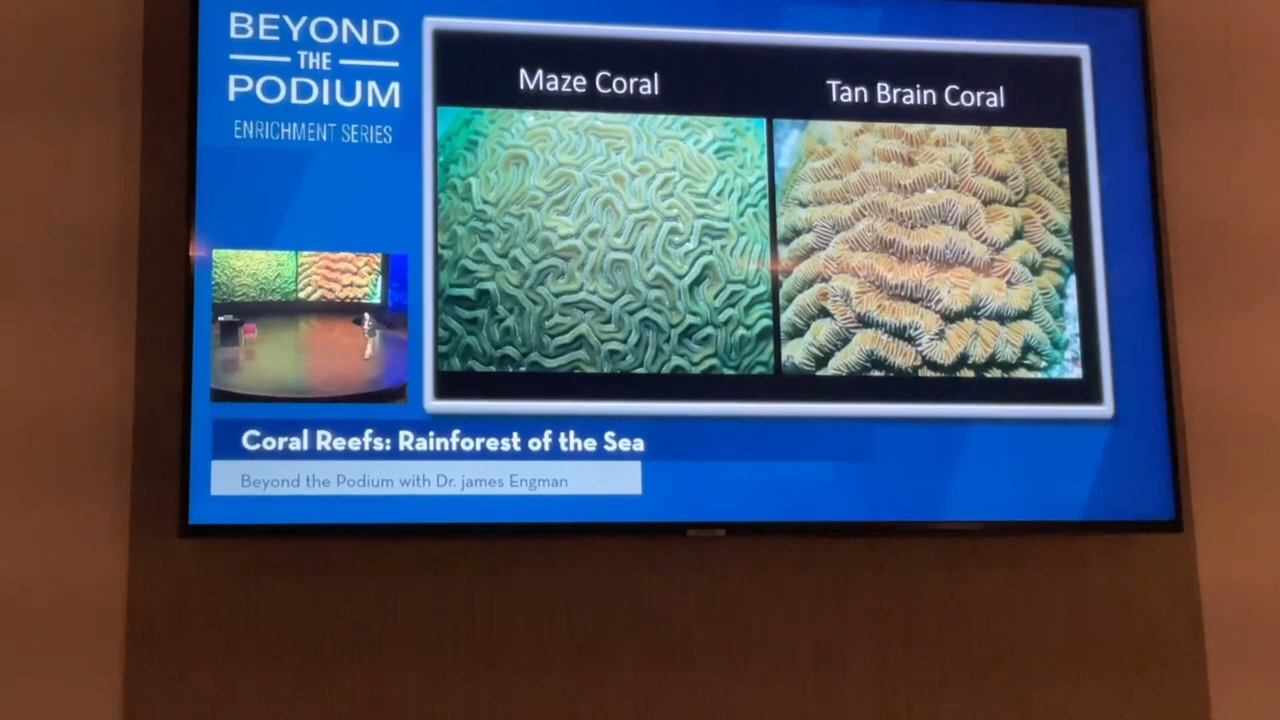 BEYOND
THE
PODIUM
ENRICHMENT SERIES
Maze Coral
Tan Brain Coral
Coral Reefs: Rainforest of the Sea
Beyond the Podium with Dr. james Engman